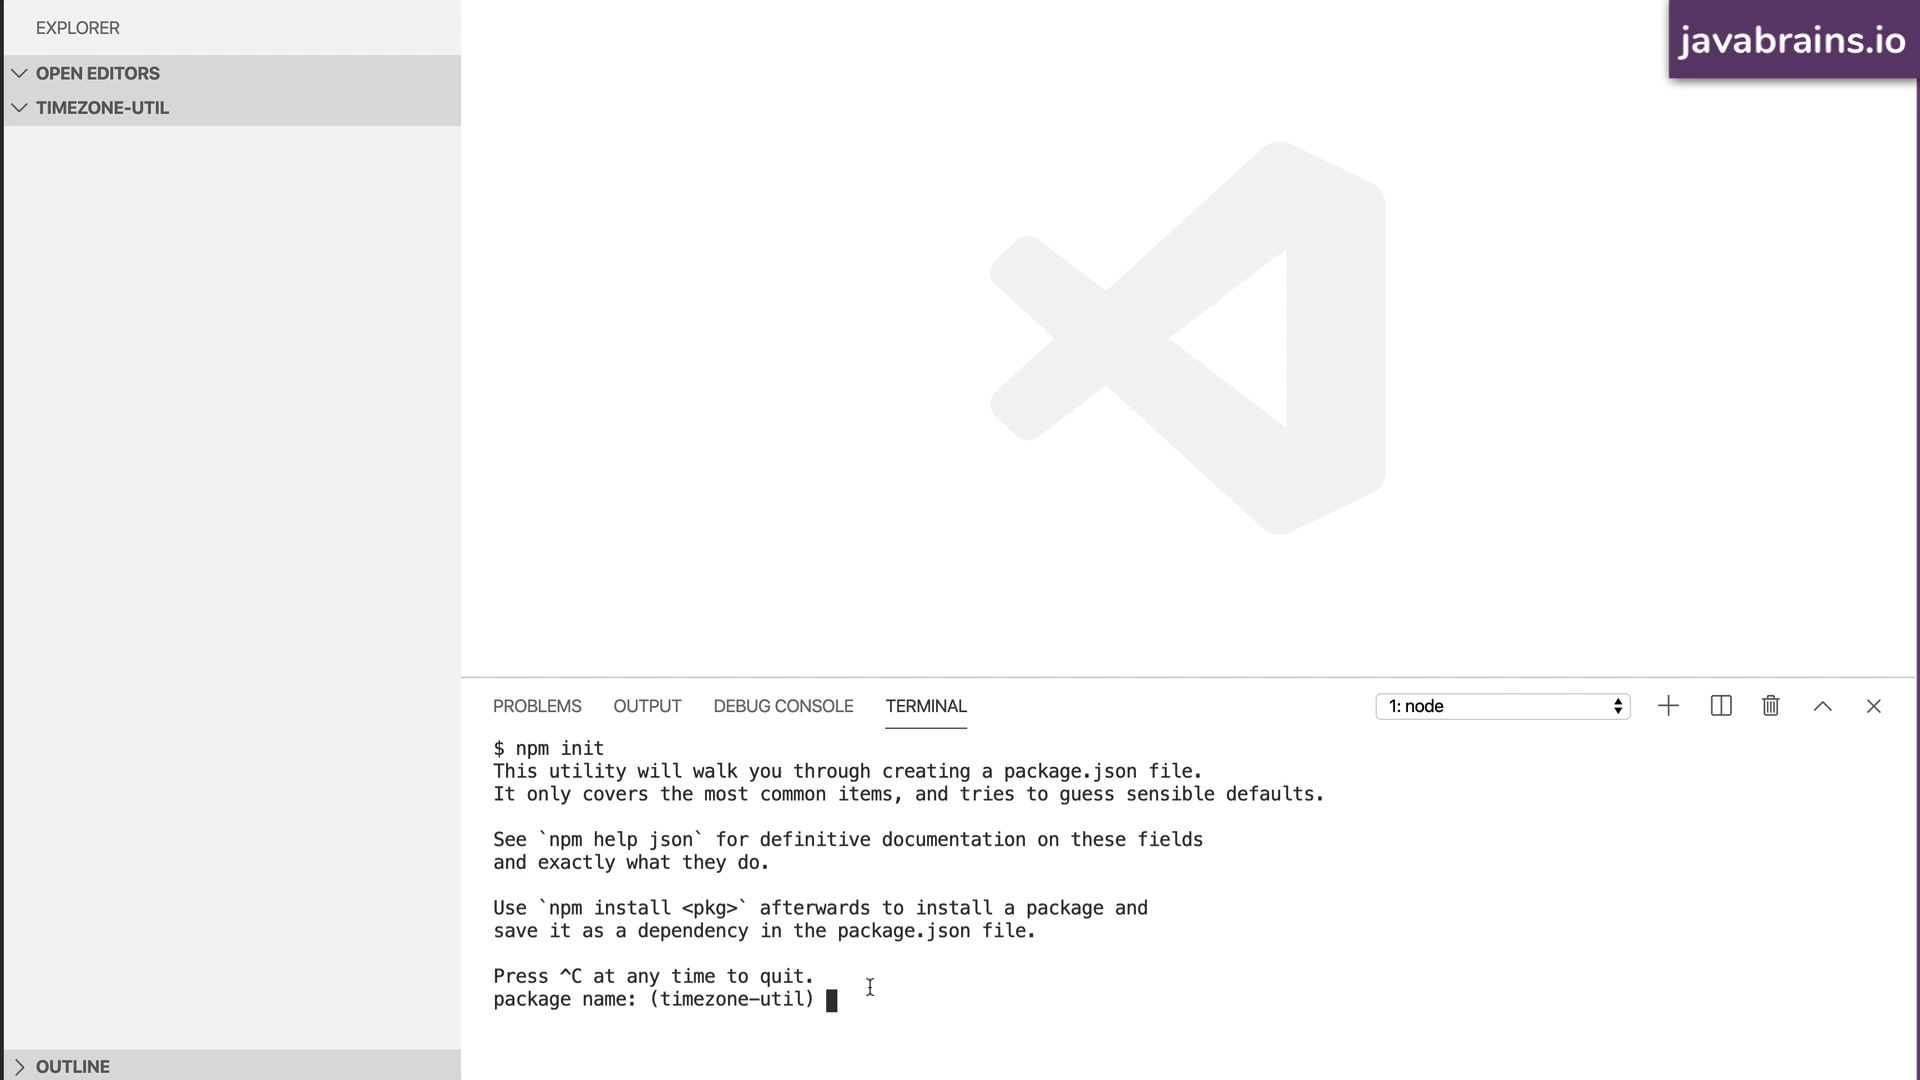 EXPLORER
OPEN EDITORS
TIMEZONE-UTIL
OUTLINE
javabrains.io
PROBLEMS OUTPUT DEBUG CONSOLE TERMINAL 1: node
$ npm init
This utility will walk you through creating a package.json file.
It only covers the most common items, and tries to guess sensible defaults.
See `npm help json` for definitive documentation on these fields
and exactly what they do.
Use `npm install <pkg>` afterwards to install a package and
save it as a dependency in the package.json file.
Press ^C at any time to quit.
package name: (timezone-util)